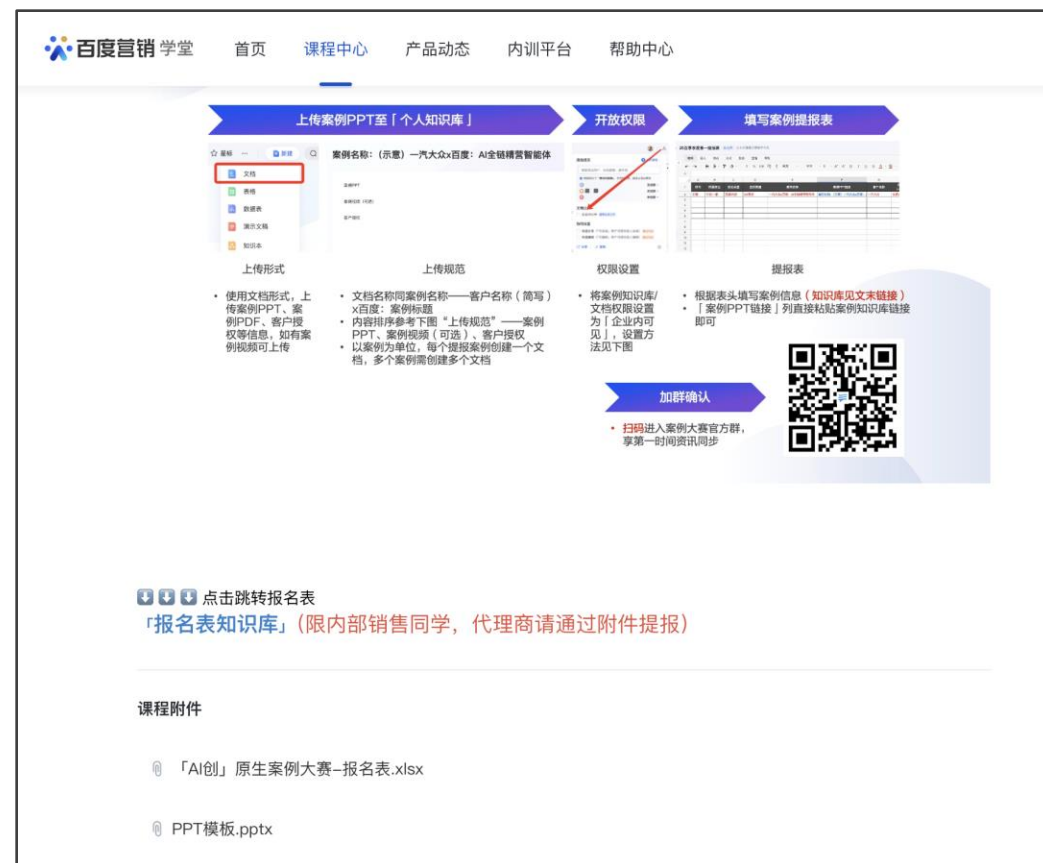 百度营销 学堂 首页 课程中心 产品动态 内训平台 帮助中心
上传案例PPT至「个人知识库」
开放权限
填写案例提报表
星标
新建
文档
表格
数据表
演示文稿
知识本
案例名称：(示意) 一汽大众x百度：AI全链精营智能体
上传形式
• 使用文档形式，上
传案例PPT、案
例PDF、客户授
权等信息，如有案
例视频可上传
上传规范
• 文档名称同案例名称——客户名称（简写）
x百度：案例标题
• 内容排序参考下图“上传规范”——案例
PPT、案例视频（可选）、客户授权
• 以案例为单位，每个提报案例创建一个文
档，多个案例需创建多个文档
权限设置
• 将案例知识库/
文档权限设置
为「企业内可
见」，设置方
法见下图
提报表
• 根据表头填写案例信息（知识库见文末链接）
• 「案例PPT链接」列直接粘贴案例知识库链接
即可
加群确认
• 扫码进入案例大赛官方群，
享第一时间资讯同步
点击跳转报名表
「报名表知识库」（限内部销售同学，代理商请通过附件提报）
课程附件
「AI创」原生案例大赛-报名表.xlsx
PPT模板.pptx